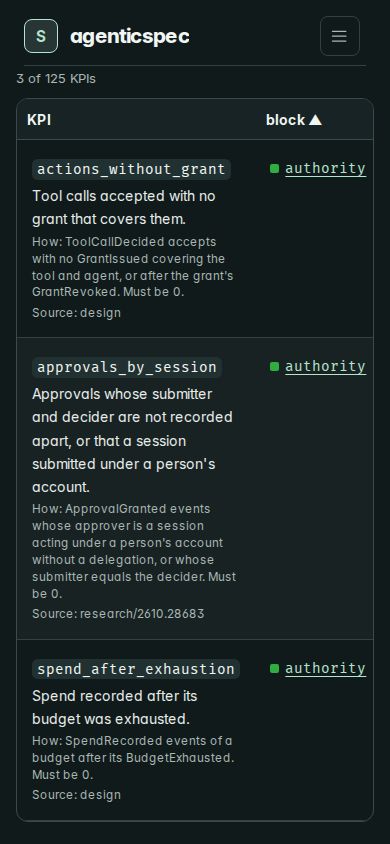 S agenticspec
3 of 125 KPIs
KPI block ▲
actions_without_grant authority
Tool calls accepted with no
grant that covers them.
How: ToolCallDecided accepts
with no GrantIssued covering the
tool and agent, or after the grant's
GrantRevoked. Must be 0.
Source: design
approvals_by_session authority
Approvals whose submitter
and decider are not recorded
apart, or that a session
submitted under a person's
account.
How: ApprovalGranted events
whose approver is a session
acting under a person's account
without a delegation, or whose
submitter equals the decider. Must
be 0.
Source: research/2610.28683
spend_after_exhaustion authority
Spend recorded after its
budget was exhausted.
How: SpendRecorded events of a
budget after its BudgetExhausted.
Must be 0.
Source: design